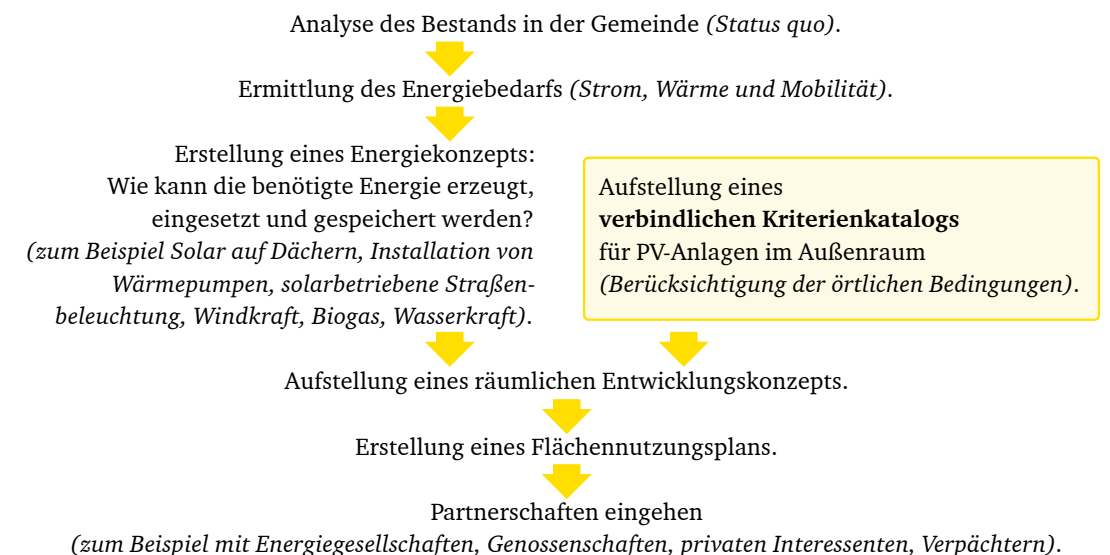 Analyse des Bestands in der Gemeinde (Status quo).
Ermittlung des Energiebedarfs (Strom, Wärme und Mobilität).
Erstellung eines Energiekonzepts:
Wie kann die benötigte Energie erzeugt,
eingesetzt und gespeichert werden?
(zum Beispiel Solar auf Dächern, Installation von
Wärmepumpen, solarbetriebene Straßen-
beleuchtung, Windkraft, Biogas, Wasserkraft).
Aufstellung eines
verbindlichen Kriterienkatalogs
für PV-Anlagen im Außenraum
(Berücksichtigung der örtlichen Bedingungen).
Aufstellung eines räumlichen Entwicklungskonzepts.
Erstellung eines Flächennutzungsplans.
Partnerschaften eingehen
(zum Beispiel mit Energiegesellschaften, Genossenschaften, privaten Interessenten, Verpächtern).